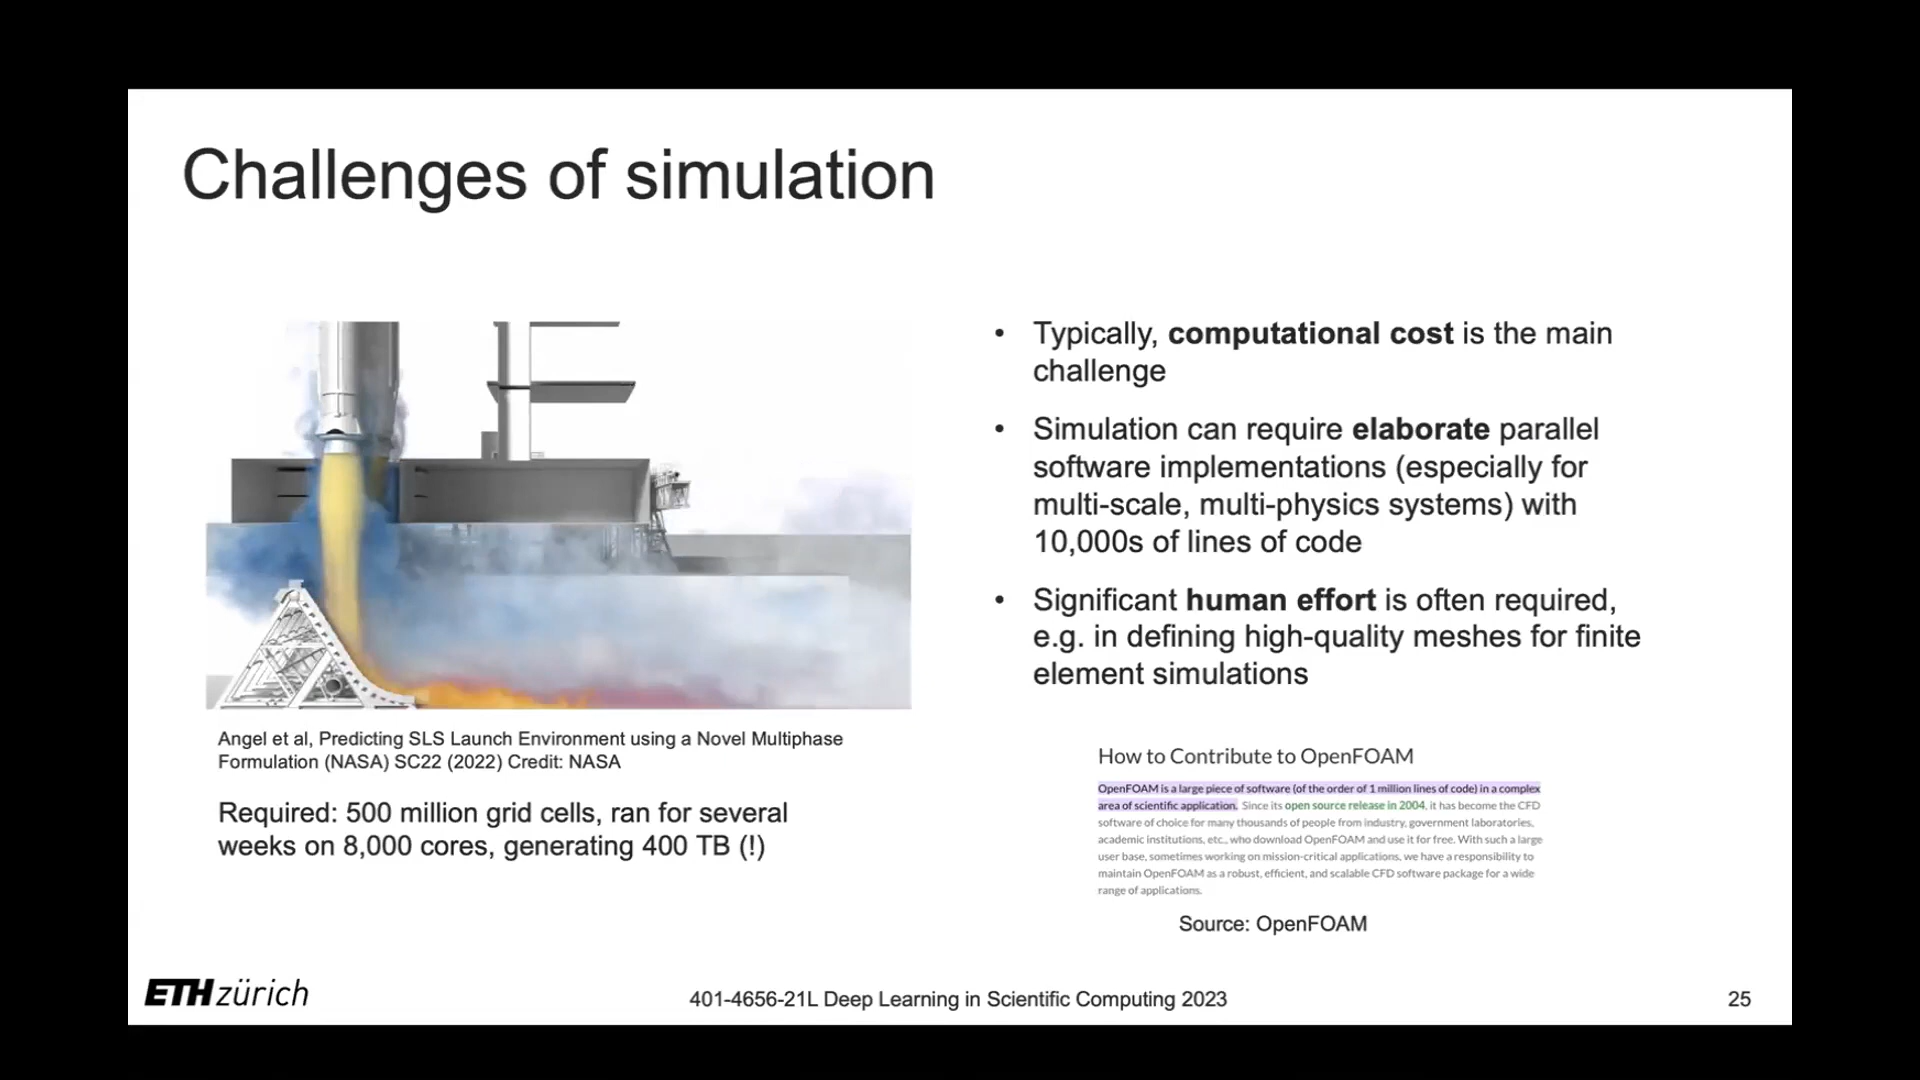 Challenges of simulation
Angel et al, Predicting SLS Launch Environment using a Novel Multiphase
Formulation (NASA) SC22 (2022) Credit: NASA
Required: 500 million grid cells, ran for several
weeks on 8,000 cores, generating 400 TB (!)
• Typically, computational cost is the main
challenge
• Simulation can require elaborate parallel
software implementations (especially for
multi-scale, multi-physics systems) with
10,000s of lines of code
• Significant human effort is often required,
e.g. in defining high-quality meshes for finite
element simulations
How to Contribute to OpenFOAM
OpenFOAM is a large piece of software (of the order of 1 million lines of code) in a complex
area of scientific application. Since its open source release in 2004, it has become the CFD
software of choice for many thousands of people from industry, government laboratories,
academic institutions, etc., who download OpenFOAM and use it for free. With such a large
user base, sometimes working on mission-critical applications, we have a responsibility to
maintain OpenFOAM as a robust, efficient, and scalable CFD software package for a wide
range of applications.
Source: OpenFOAM
ETH zürich
401-4656-21L Deep Learning in Scientific Computing 2023
25